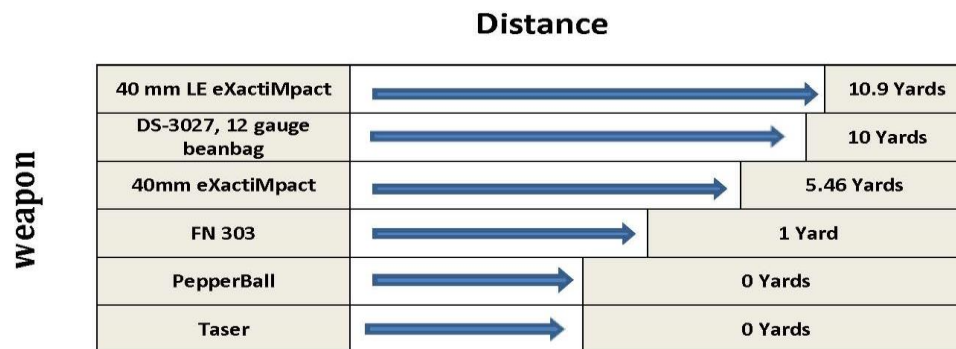 Distance
weapon
40 mm LE eXactiMpact
10.9 Yards
DS-3027, 12 gauge
beanbag
10 Yards
40mm eXactiMpact
5.46 Yards
FN 303
1 Yard
PepperBall
0 Yards
Taser
0 Yards